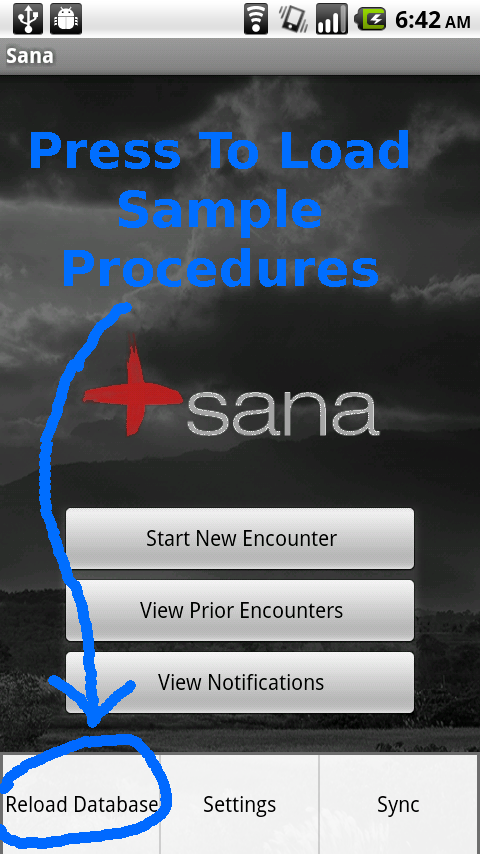 6:42 AM
Sana
Press To Load
Sample
Procedures
sana
Start New Encounter
View Prior Encounters
View Notifications
Reload Database Settings Sync